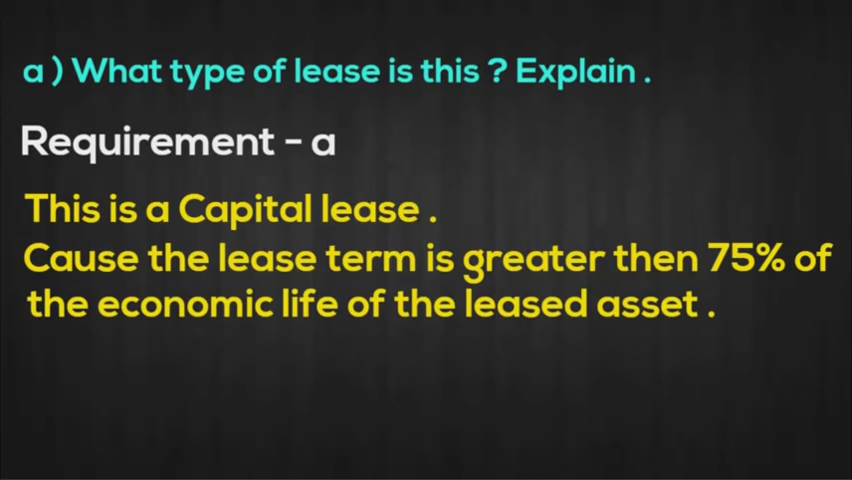 a ) What type of lease is this ? Explain .
Requirement - a
This is a Capital lease .
Cause the lease term is greater then 75% of
the economic life of the leased asset .